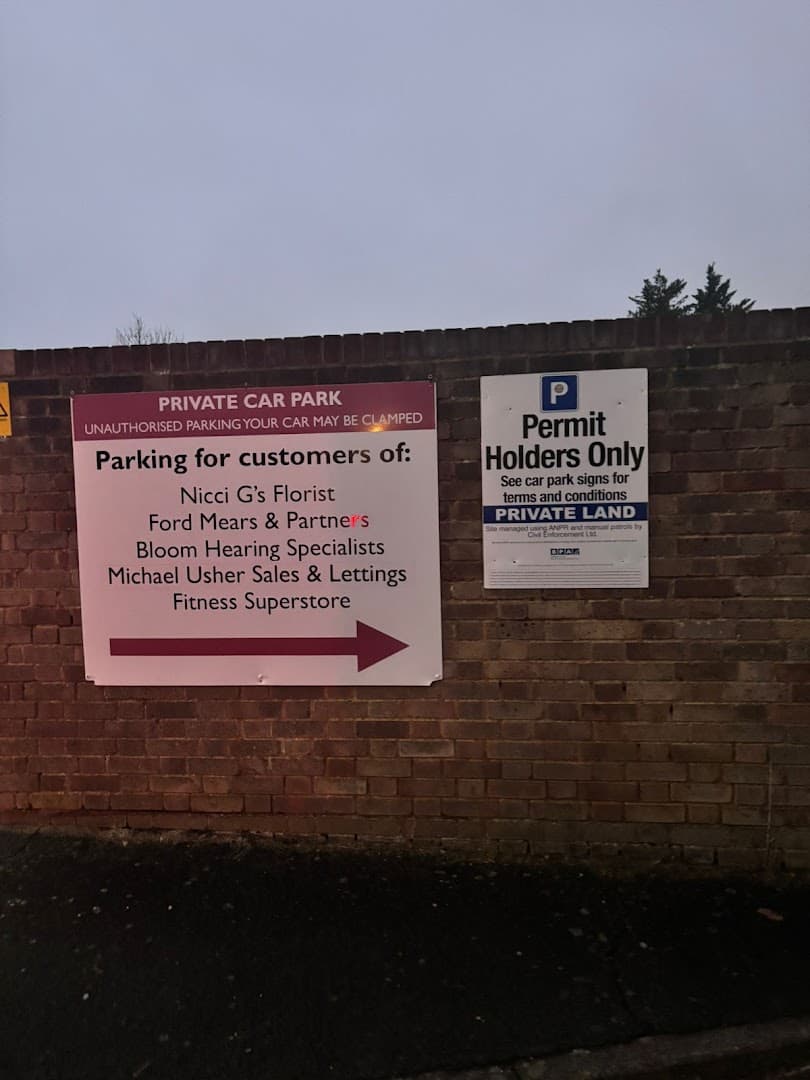 PRIVATE CAR PARK
UNAUTHORISED PARKING YOUR CAR MAY BE CLAMPED
Parking for customers of:
Nicci G's Florist
Ford Mears & Partners
Bloom Hearing Specialists
Michael Usher Sales & Lettings
Fitness Superstore
P
Permit
Holders Only
See car park signs for
terms and conditions
PRIVATE LAND
Site managed using ANPR and manual patrols by
Civil Enforcement Ltd.
BPA